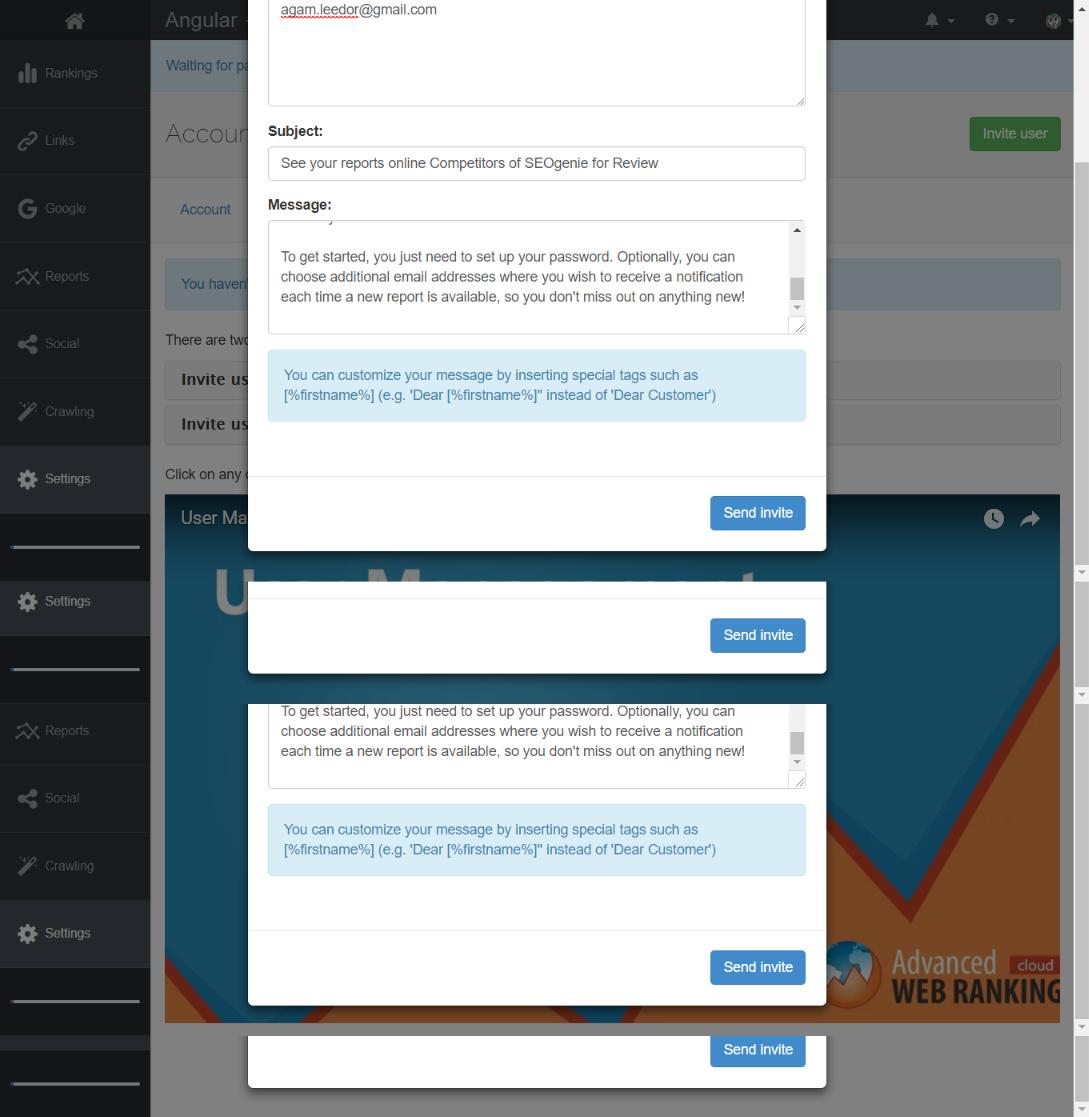 agam.leedor@gmail.com
Angular -
Rankings
Waiting for pa
Links
Accoun
Invite user
Subject:
See your reports online Competitors of SEOgenie for Review
Message:
Google
Account
To get started, you just need to set up your password. Optionally, you can
choose additional email addresses where you wish to receive a notification
each time a new report is available, so you don't miss out on anything new!
Reports
You haven'
Social
There are two
Invite us
You can customize your message by inserting special tags such as
[%firstname%] (e.g. 'Dear [%firstname%]" instead of 'Dear Customer')
Crawling
Invite us
Settings
Click on any
User Ma
Send invite
Settings
Send invite
To get started, you just need to set up your password. Optionally, you can
choose additional email addresses where you wish to receive a notification
each time a new report is available, so you don't miss out on anything new!
Reports
Social
You can customize your message by inserting special tags such as
[%firstname%] (e.g. 'Dear [%firstname%]" instead of 'Dear Customer')
Crawling
Settings
Send invite
Advanced cloud
WEB RANKING
Send invite